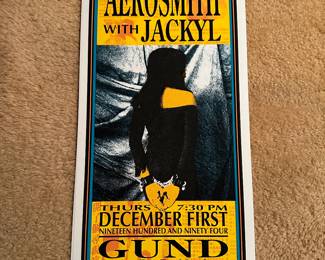 AEROSMITH
WITH JACKYL
THURS 7:30 PM
DECEMBER FIRST
NINETEEN HUNDRED AND NINETY FOUR
GUND